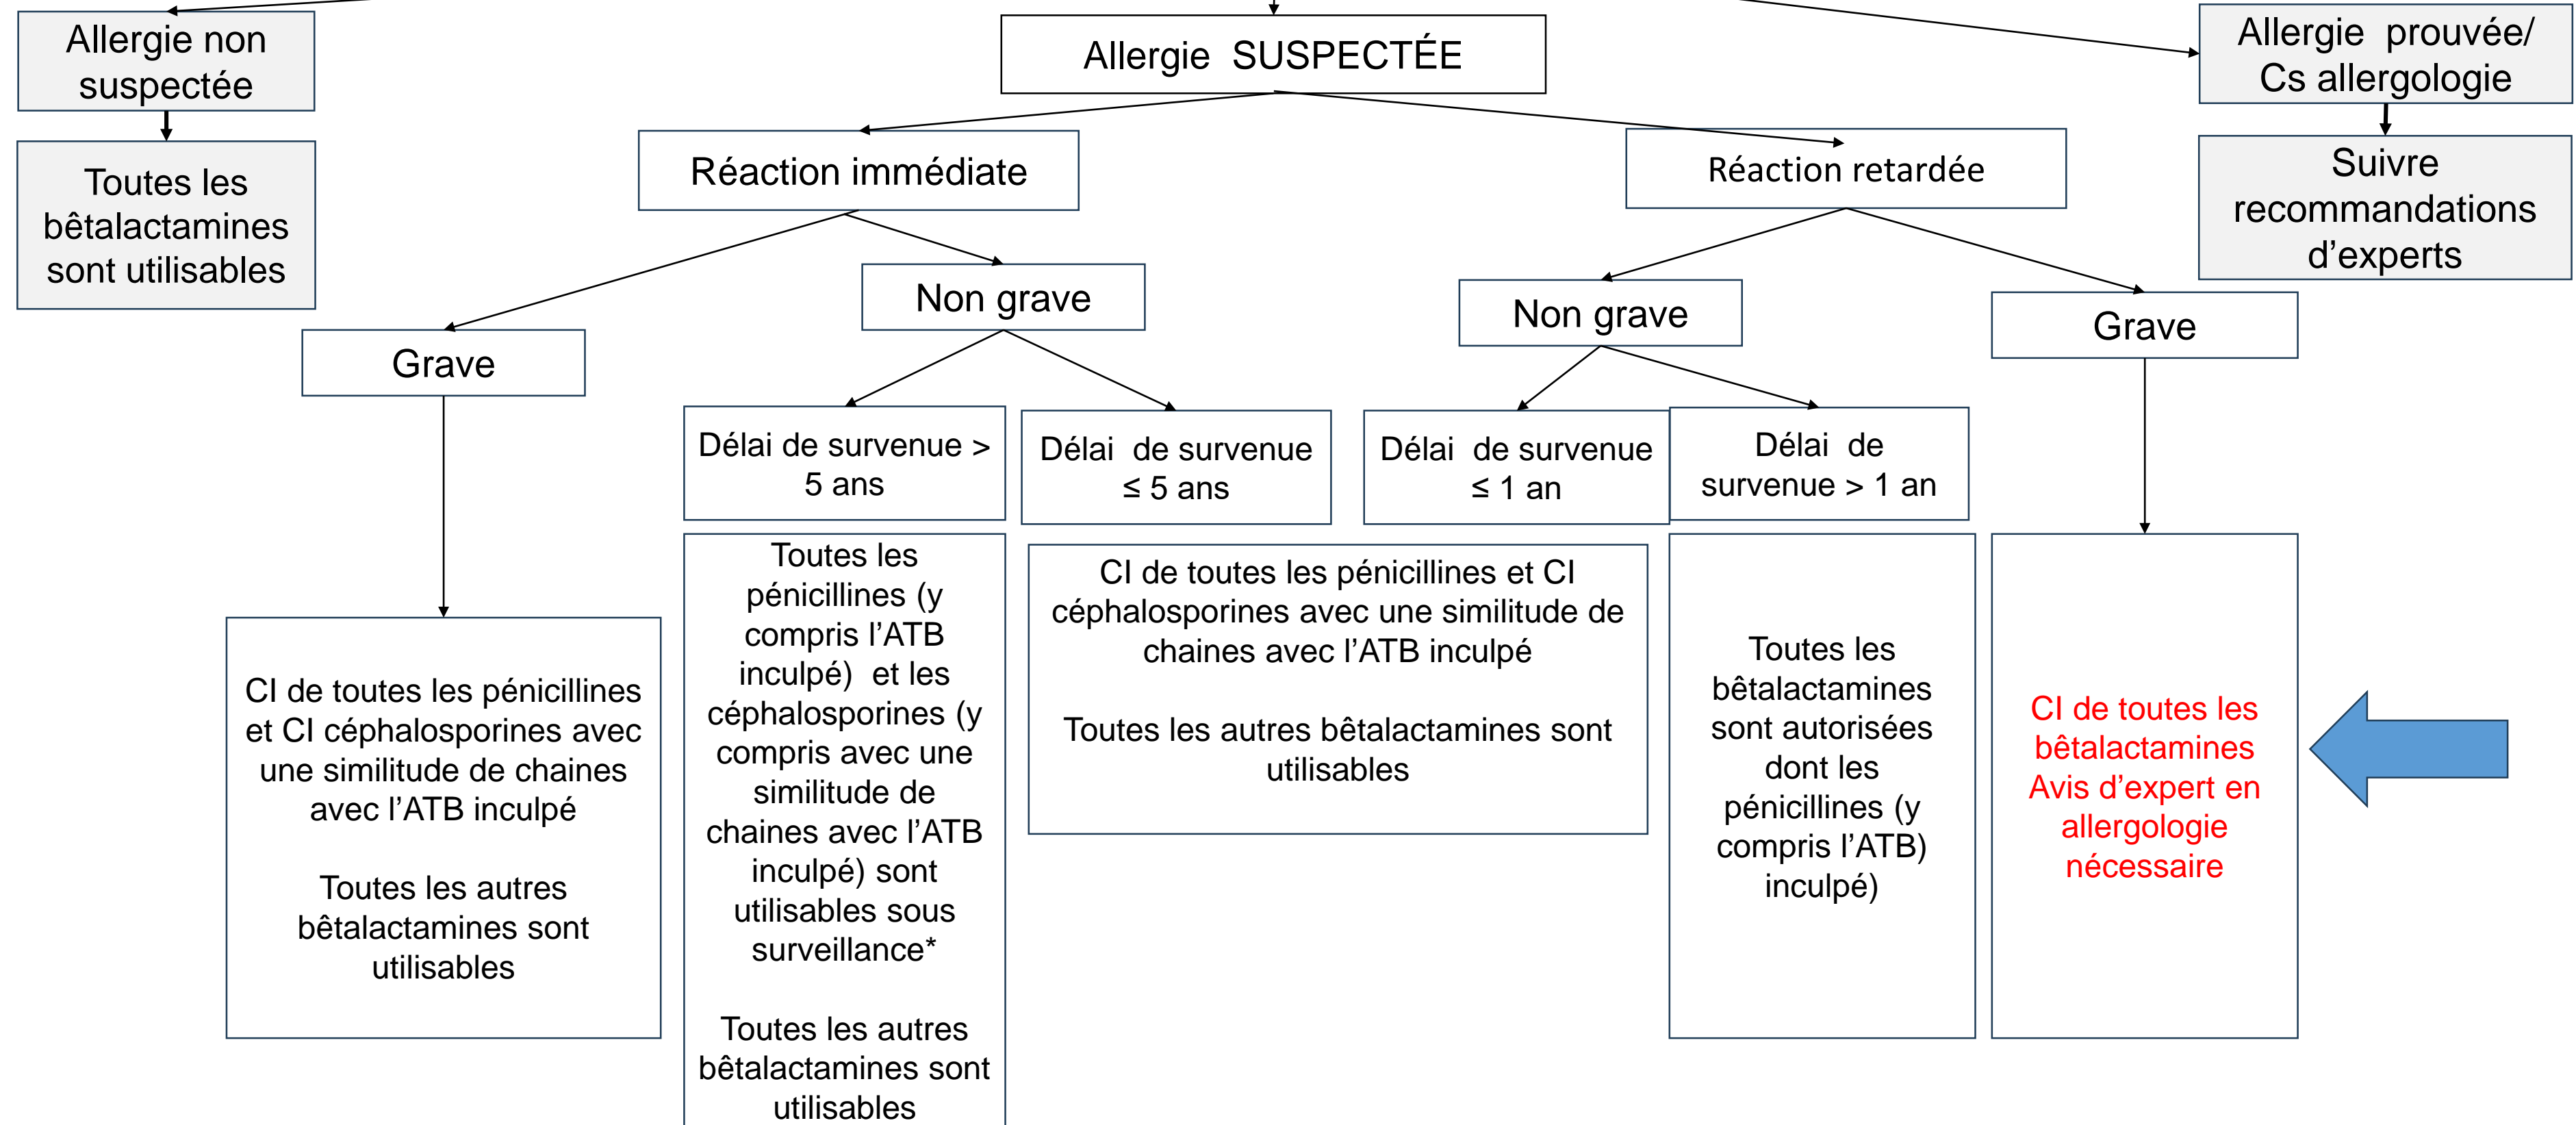 Allergie non
suspectée
Toutes les
bêtalactamines
sont utilisables
Allergie  SUSPECTÉE
Allergie  prouvée/
Cs allergologie
Suivre
recommandations
d’experts
Réaction immédiate
Réaction retardée
Grave
Non grave
Non grave
Grave
Délai de survenue >
5 ans
Délai  de survenue
≤ 5 ans
Délai  de survenue
≤ 1 an
Délai  de
survenue > 1 an
CI de toutes les pénicillines
et CI céphalosporines avec
une similitude de chaines
avec l’ATB inculpé
Toutes les autres
bêtalactamines sont
utilisables
Toutes les
pénicillines (y
compris l’ATB
inculpé)  et les
céphalosporines (y
compris avec une
similitude de
chaines avec l’ATB
inculpé) sont
utilisables sous
surveillance*
Toutes les autres
bêtalactamines sont
utilisables
CI de toutes les pénicillines et CI
céphalosporines avec une similitude de
chaines avec l’ATB inculpé
Toutes les autres bêtalactamines sont
utilisables
Toutes les
bêtalactamines
sont autorisées
dont les
pénicillines (y
compris l’ATB)
inculpé)
CI de toutes les
bêtalactamines
Avis d’expert en
allergologie
nécessaire